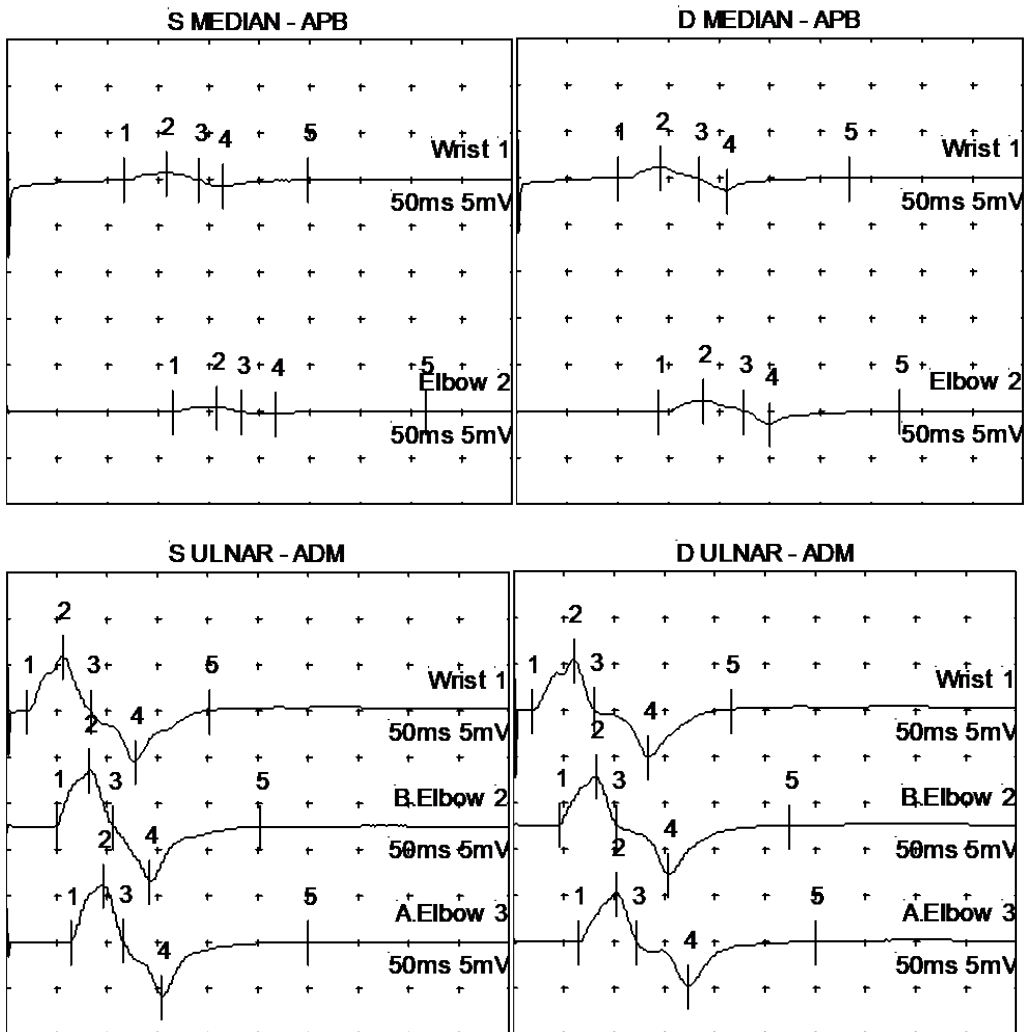 S MEDIAN - APB
1 2 3 4 5
Wrist 1
50ms 5mV
1 2 3 4 5
Elbow 2
50ms 5mV
D MEDIAN - APB
1 2 3 4 5
Wrist 1
50ms 5mV
1 2 3 4 5
Elbow 2
50ms 5mV
S ULNAR - ADM
1 2 3 4 5
Wrist 1
50ms 5mV
1 2 3 4 5
B.Elbow 2
50ms 5mV
1 2 3 4 5
A.Elbow 3
50ms 5mV
D ULNAR - ADM
1 2 3 4 5
Wrist 1
50ms 5mV
1 2 3 4 5
B.Elbow 2
50ms 5mV
1 2 3 4 5
A.Elbow 3
50ms 5mV